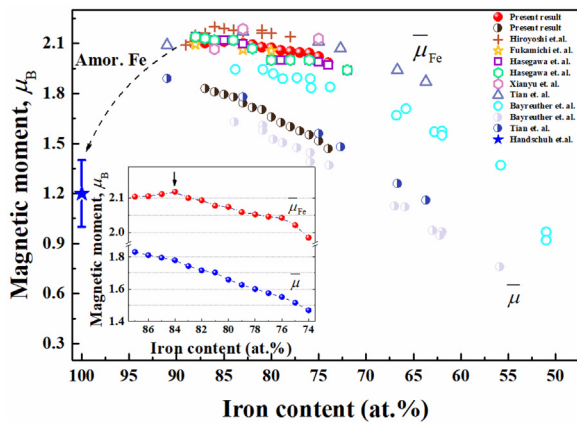 2.1
1.8
1.5
1.2
0.9
0.6
0.3
Magnetic moment, μB
Amor. Fe
μ̅Fe
μ̅
Present result
Present result
Hiroyoshi et.al.
Fukamichi et.al.
Hasegawa et.al.
Hasegawa et.al.
Xianyu et.al.
Tian et. al.
Bayreuther et.al.
Bayreuther et.al.
Tian et. al.
Handschuh et.al.
Magnetic moment, μB
2.1
2.0
1.8
1.6
1.4
μ̅Fe
μ̅
86 84 82 80 78 76 74
Iron content (at.%)
100 95 90 85 80 75 70 65 60 55 50
Iron content (at.%)